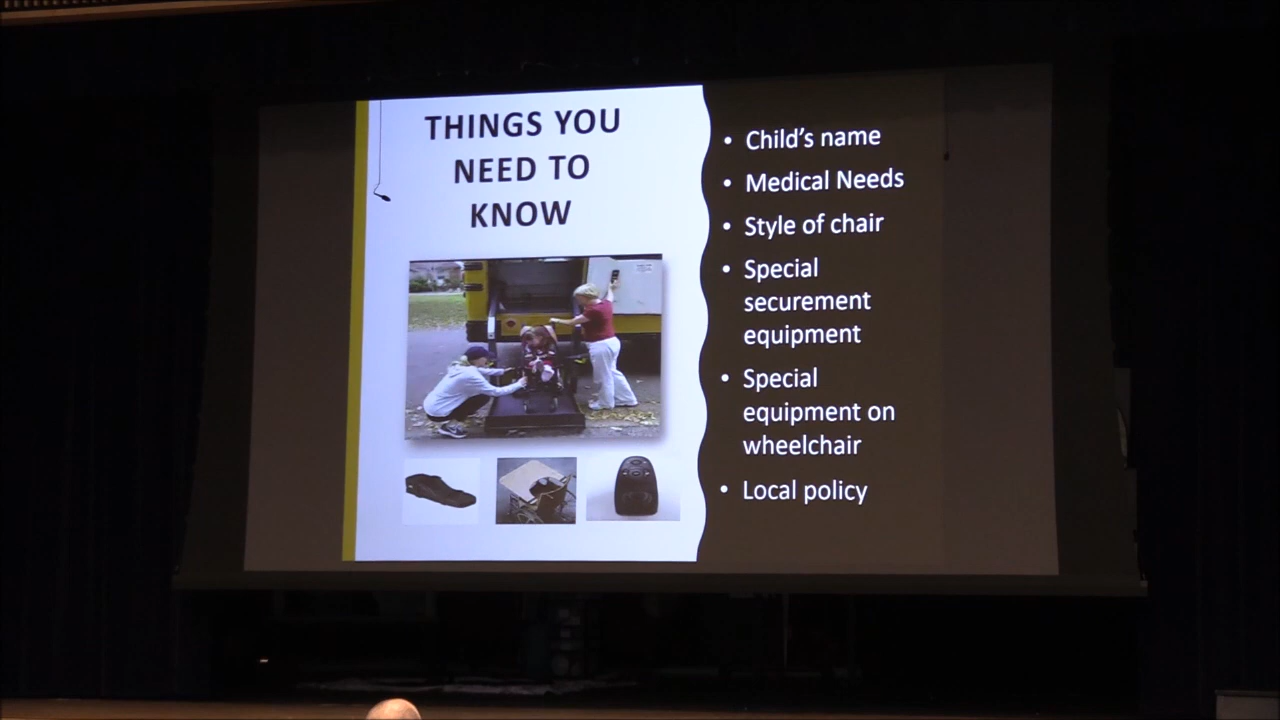 THINGS YOU
NEED TO
KNOW
• Child's name
• Medical Needs
• Style of chair
• Special
securement
equipment
• Special
equipment on
wheelchair
• Local policy